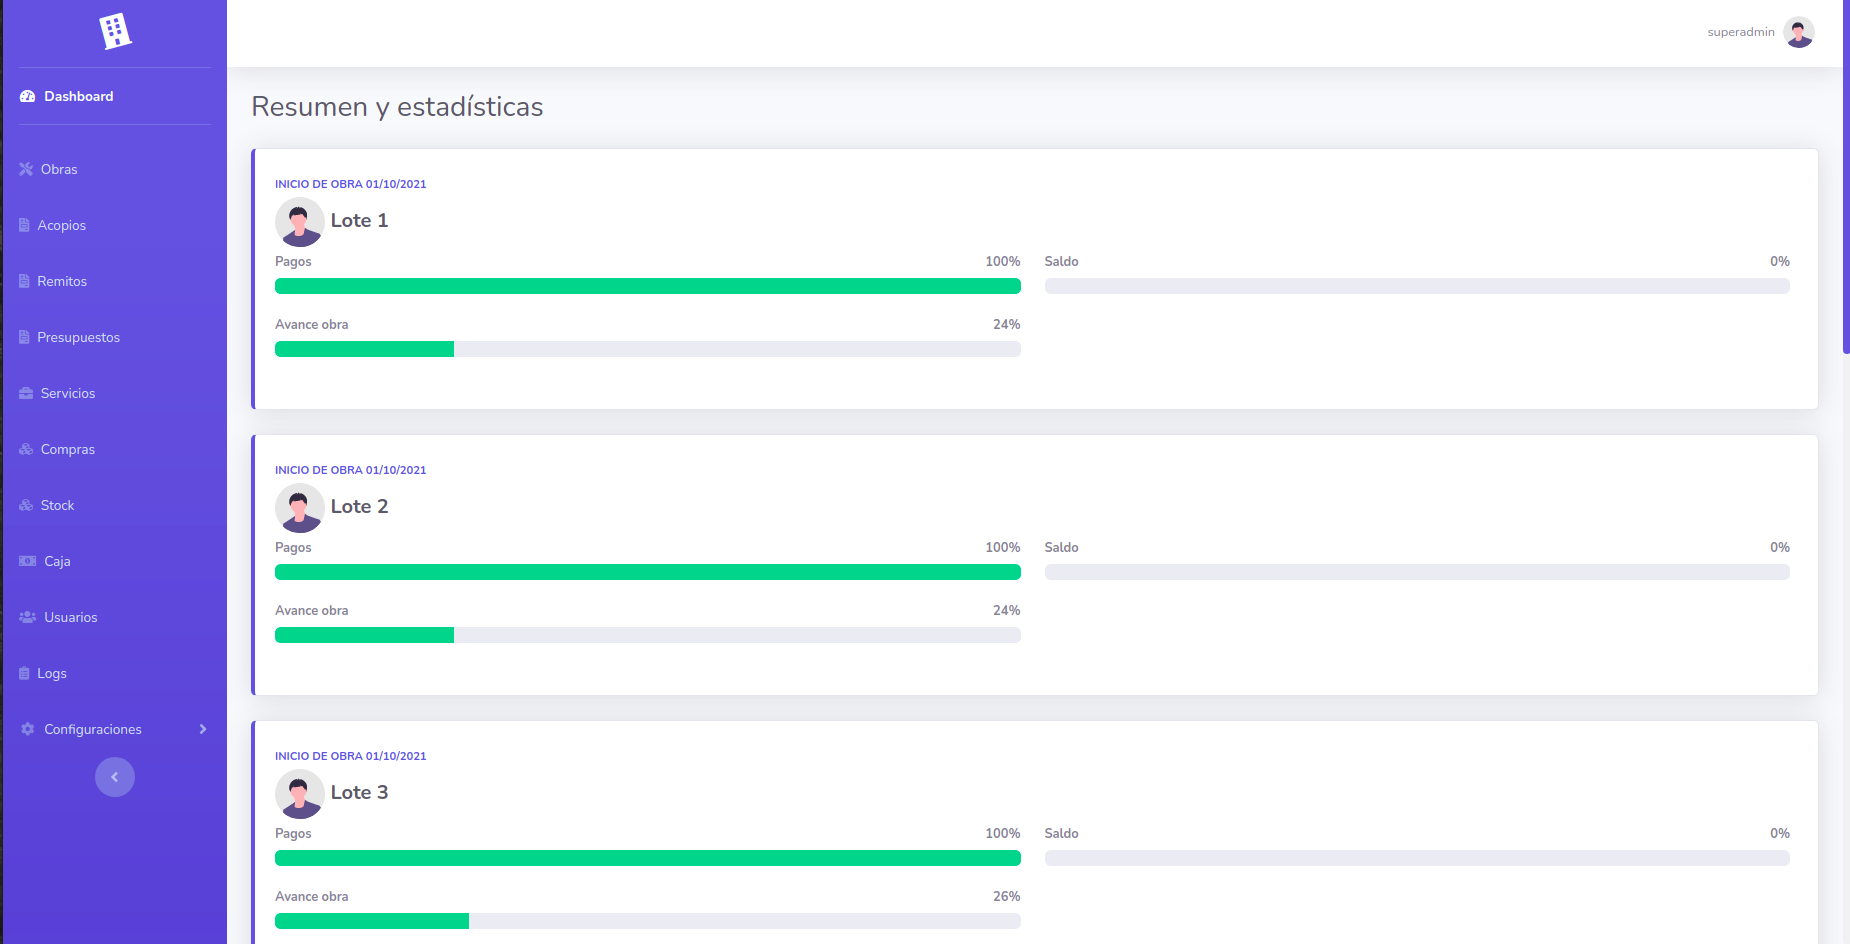 superadmin
Dashboard
Obras
Acopios
Remitos
Presupuestos
Servicios
Compras
Stock
Caja
Usuarios
Logs
Configuraciones
Resumen y estadísticas
INICIO DE OBRA 01/10/2021
Lote 1
Pagos 100%
Saldo 0%
Avance obra 24%
INICIO DE OBRA 01/10/2021
Lote 2
Pagos 100%
Saldo 0%
Avance obra 24%
INICIO DE OBRA 01/10/2021
Lote 3
Pagos 100%
Saldo 0%
Avance obra 26%